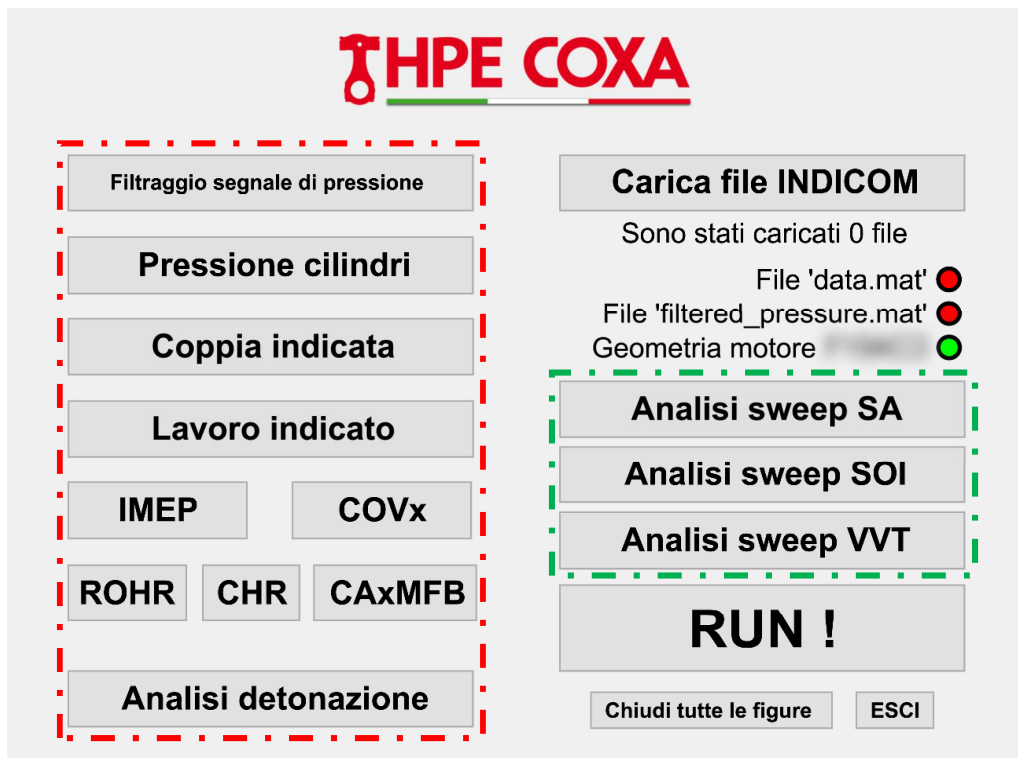 HPE COXA
Filtraggio segnale di pressione
Pressione cilindri
Coppia indicata
Lavoro indicato
IMEP
COVx
ROHR
CHR
CAxMFB
Analisi detonazione
Carica file INDICOM
Sono stati caricati 0 file
File 'data.mat'
File 'filtered_pressure.mat'
Geometria motore
Analisi sweep SA
Analisi sweep SOI
Analisi sweep VVT
RUN !
Chiudi tutte le figure
ESCI